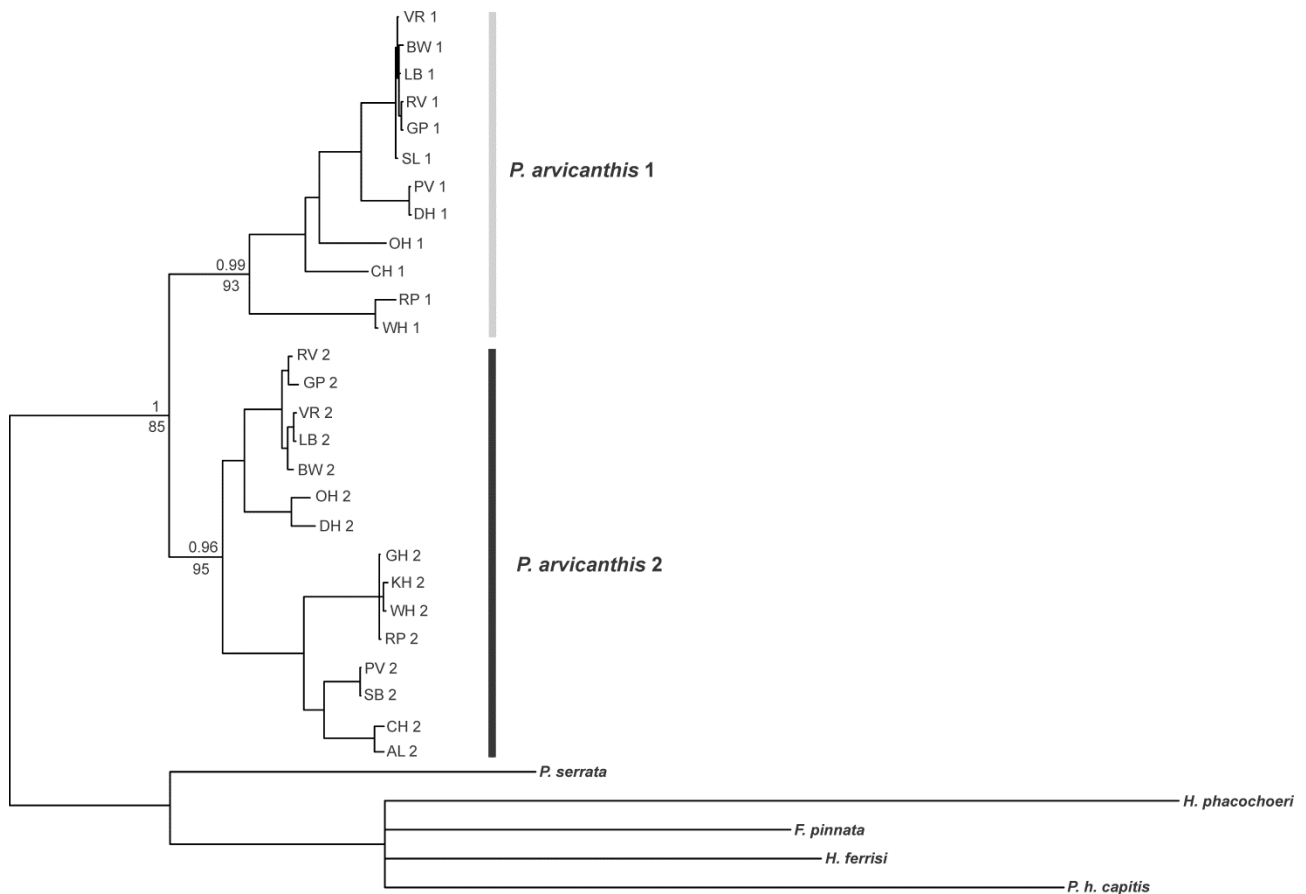 VR 1
BW 1
LB 1
RV 1
GP 1
SL 1
P. arvicanthis 1
PV 1
DH 1
OH 1
0.99
CH 1
93
RP 1
WH 1
RV 2
GP 2
1
VR 2
85
LB 2
BW 2
OH 2
DH 2
0.96
GH 2
95
P. arvicanthis 2
KH 2
WH 2
RP 2
PV 2
SB 2
CH 2
AL 2
P. serrata
H. phacochoeri
F. pinnata
H. ferrisi
P. h. capitis